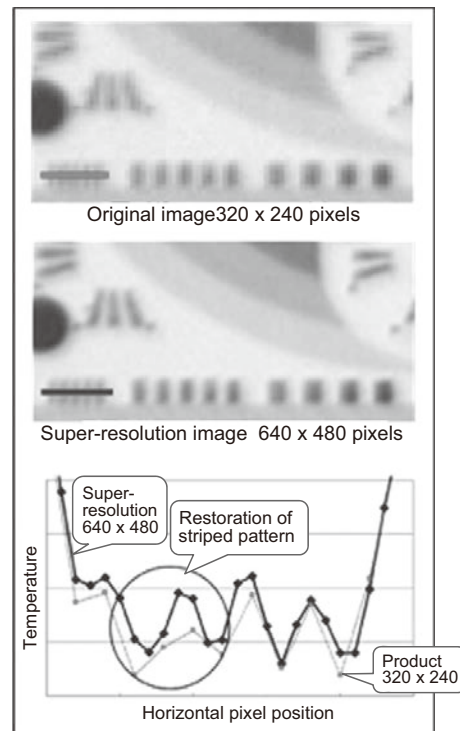 Original image320 x 240 pixels
Super-resolution image 640 x 480 pixels
Super-
resolution
640 x 480
Restoration of
striped pattern
Temperature
Product
320 x 240
Horizontal pixel position